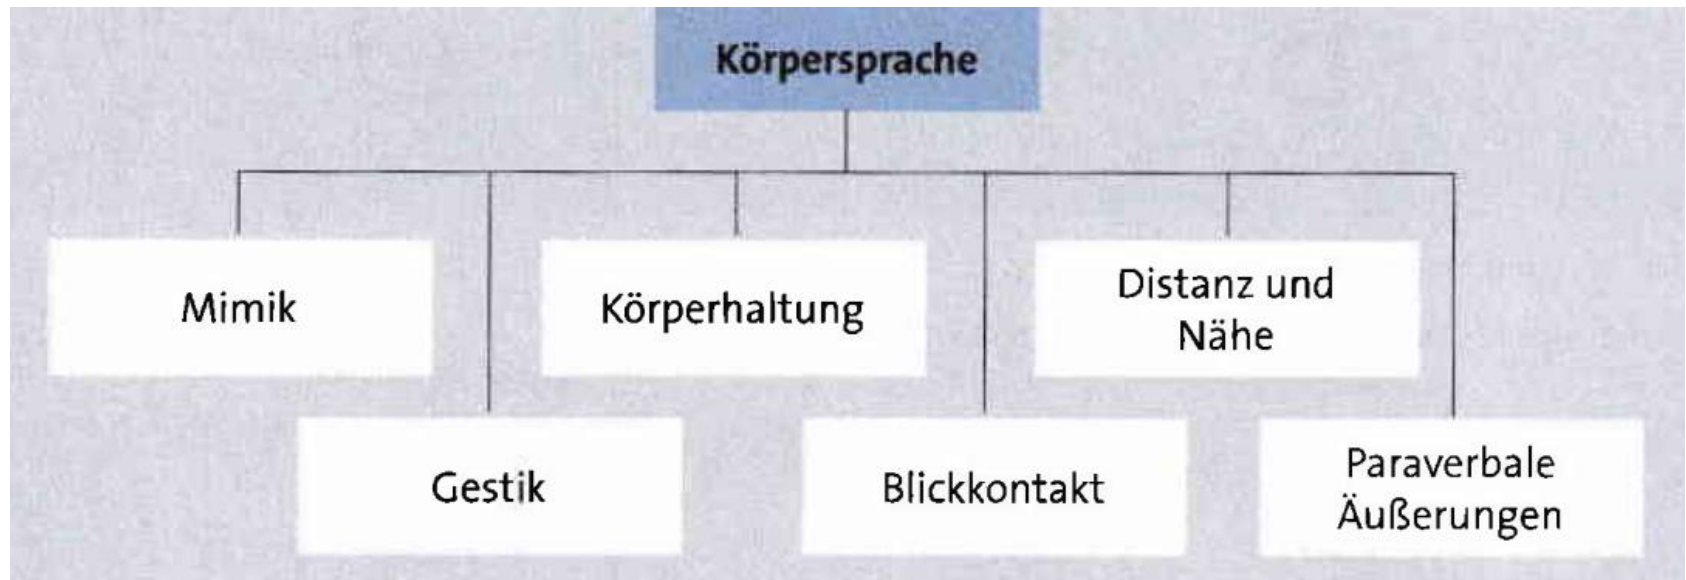 Körpersprache
Mimik
Körperhaltung
Distanz und
Nähe
Gestik
Blickkontakt
Paraverbale
Äußerungen